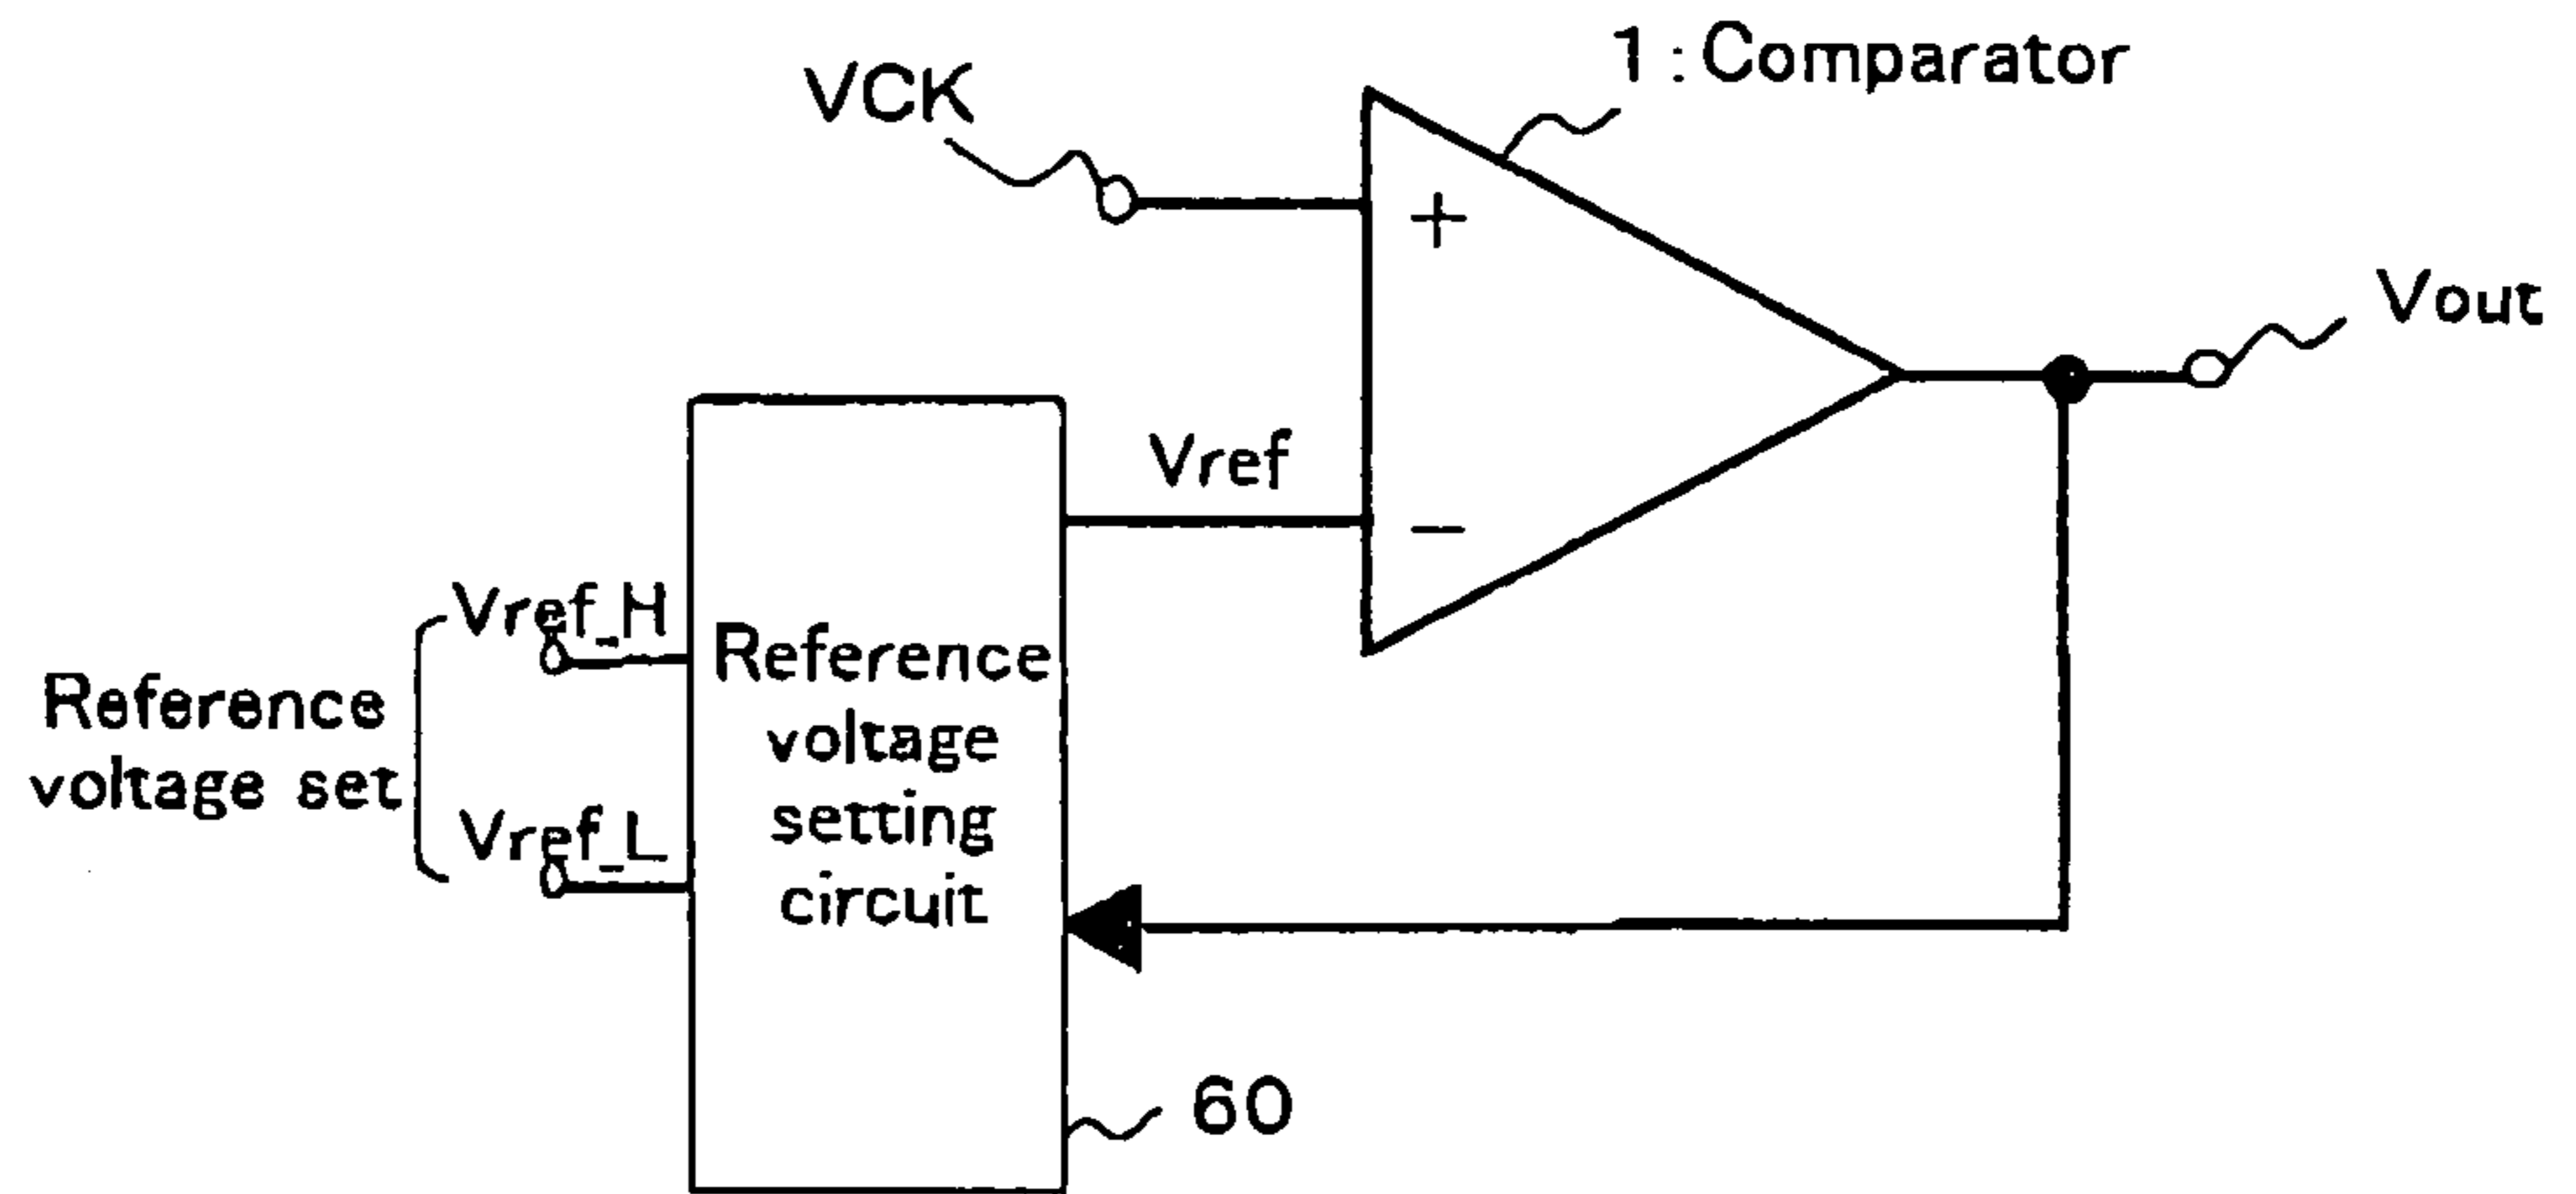 1 : Comparator
VCK
+
Vout
Vref
−
Vref_H
Reference
voltage set
Vref_L
Reference
voltage
setting
circuit
60